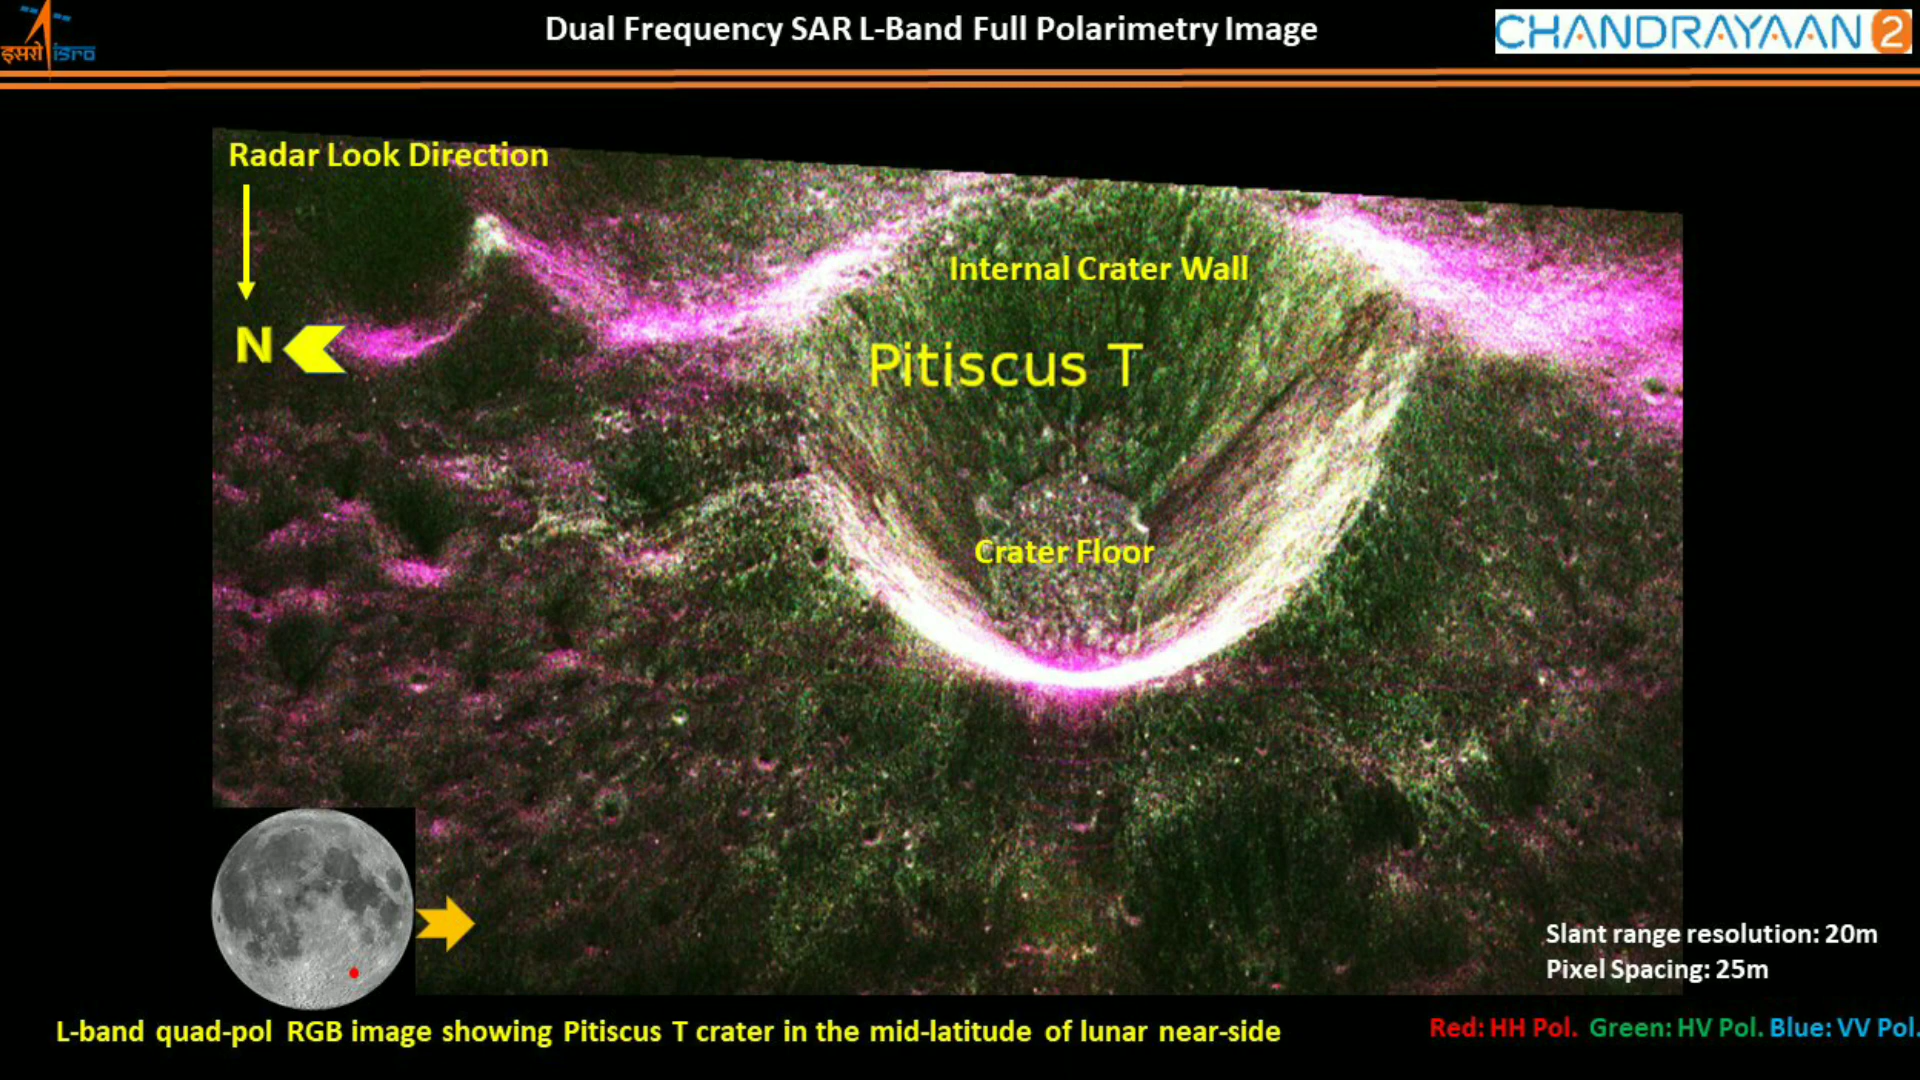 इसरो isro
Dual Frequency SAR L-Band Full Polarimetry Image
CHANDRAYAAN 2
Radar Look Direction
Internal Crater Wall
N
Pitiscus T
Crater Floor
Slant range resolution: 20m
Pixel Spacing: 25m
L-band quad-pol RGB image showing Pitiscus T crater in the mid-latitude of lunar near-side
Red: HH Pol. Green: HV Pol. Blue: VV Pol.